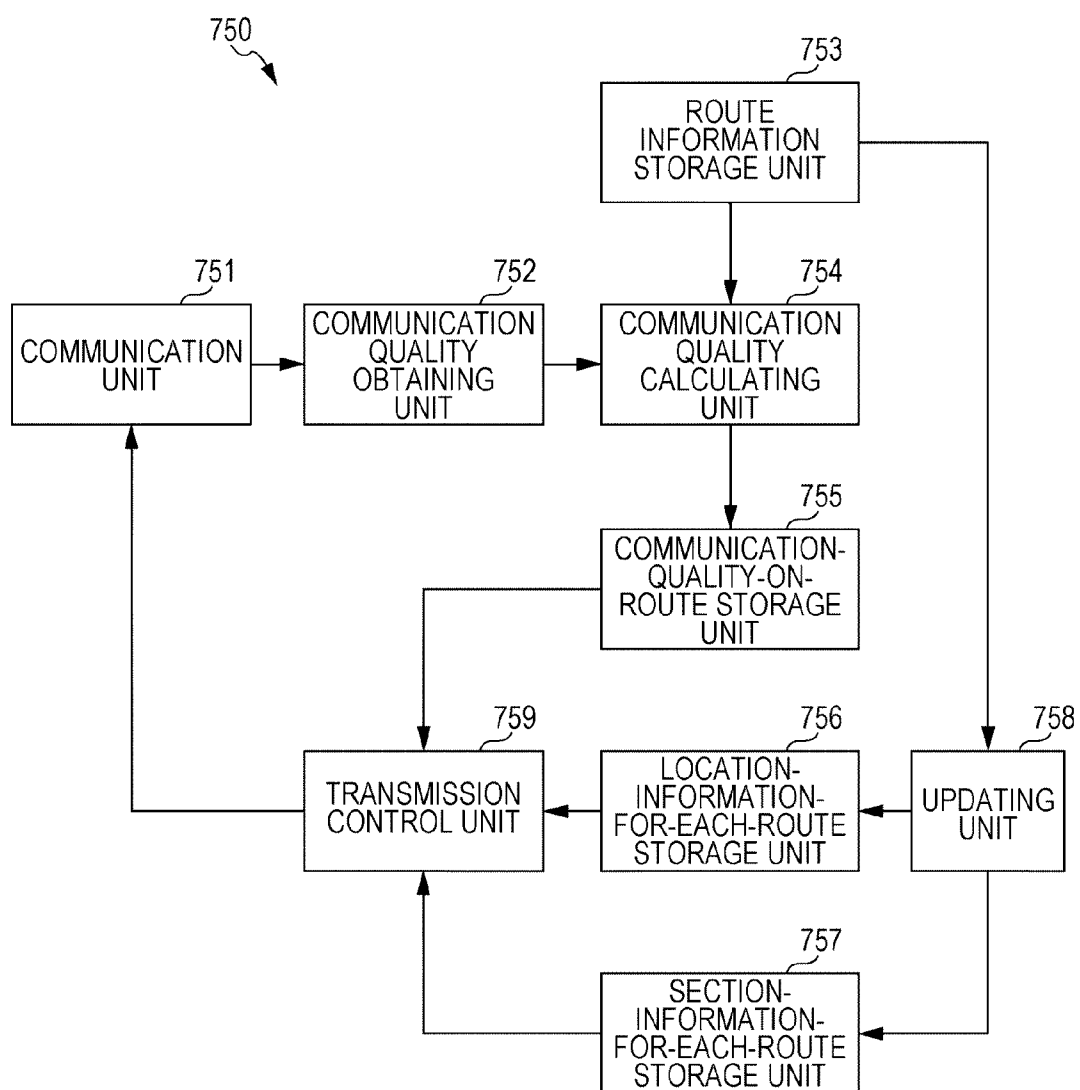 750
753
ROUTE
INFORMATION
STORAGE UNIT
751
COMMUNICATION
UNIT
752
COMMUNICATION
QUALITY
OBTAINING
UNIT
754
COMMUNICATION
QUALITY
CALCULATING
UNIT
755
COMMUNICATION-
QUALITY-ON-
ROUTE STORAGE
UNIT
759
TRANSMISSION
CONTROL UNIT
756
LOCATION-
INFORMATION-
FOR-EACH-ROUTE
STORAGE UNIT
758
UPDATING
UNIT
757
SECTION-
INFORMATION-
FOR-EACH-ROUTE
STORAGE UNIT